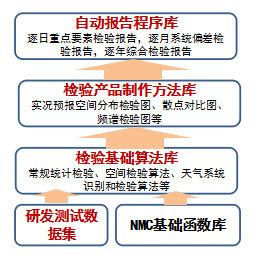 自动报告程序库
逐日重点要素检验报告，逐月系统偏差检
验报告，逐年综合检验报告
检验产品制作方法库
实况预报空间分布检验图、散点对比图、
频谱检验图等
检验基础算法库
常规统计检验、空间检验算法、天气系统
识别和检验算法等
研发测试数
据集
NMC基础函数库